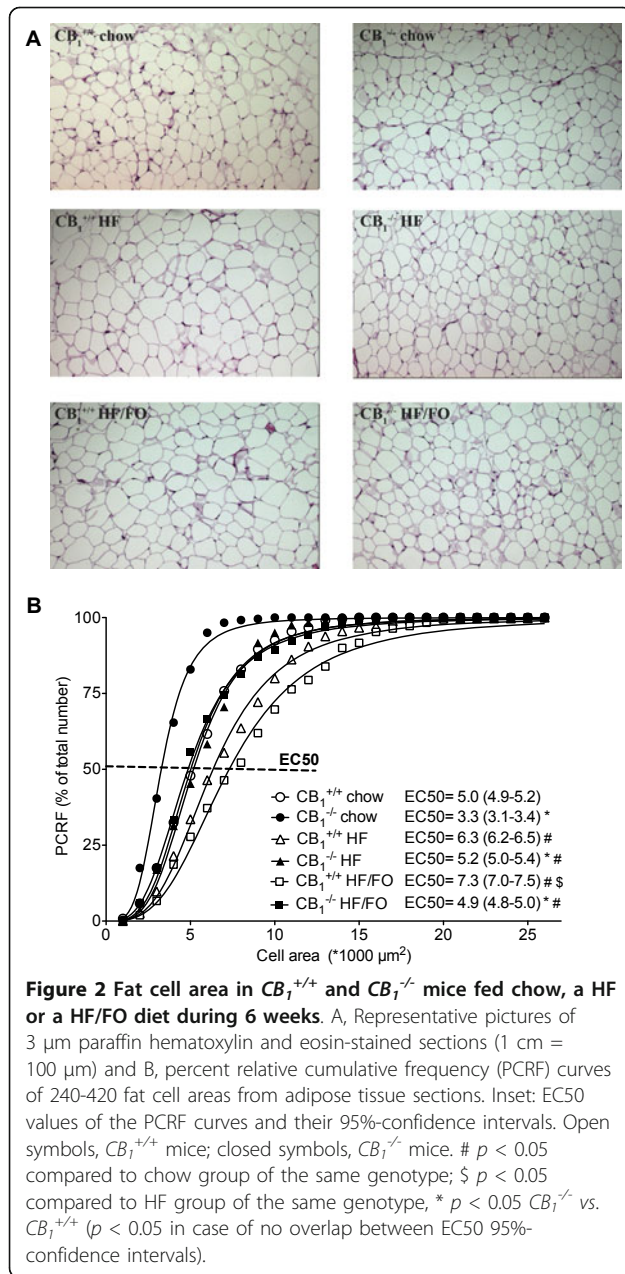 A
CB₁⁺/⁺ chow
CB₁⁻/⁻ chow
CB₁⁺/⁺ HF
CB₁⁻/⁻ HF
CB₁⁺/⁺ HF/FO
CB₁⁻/⁻ HF/FO
B
PCRF (% of total number)
100
75
50
25
0
EC50
CB₁⁺/⁺ chow EC50= 5.0 (4.9-5.2)
CB₁⁻/⁻ chow EC50= 3.3 (3.1-3.4) *
CB₁⁺/⁺ HF EC50= 6.3 (6.2-6.5) #
CB₁⁻/⁻ HF EC50= 5.2 (5.0-5.4) * #
CB₁⁺/⁺ HF/FO EC50= 7.3 (7.0-7.5) # $
CB₁⁻/⁻ HF/FO EC50= 4.9 (4.8-5.0) * #
0 5 10 15 20 25
Cell area (*1000 µm²)
Figure 2 Fat cell area in CB₁⁺/⁺ and CB₁⁻/⁻ mice fed chow, a HF
or a HF/FO diet during 6 weeks. A, Representative pictures of
3 µm paraffin hematoxylin and eosin-stained sections (1 cm =
100 µm) and B, percent relative cumulative frequency (PCRF) curves
of 240-420 fat cell areas from adipose tissue sections. Inset: EC50
values of the PCRF curves and their 95%-confidence intervals. Open
symbols, CB₁⁺/⁺ mice; closed symbols, CB₁⁻/⁻ mice. # p < 0.05
compared to chow group of the same genotype; $ p < 0.05
compared to HF group of the same genotype, * p < 0.05 CB₁⁻/⁻ vs.
CB₁⁺/⁺ (p < 0.05 in case of no overlap between EC50 95%-
confidence intervals).